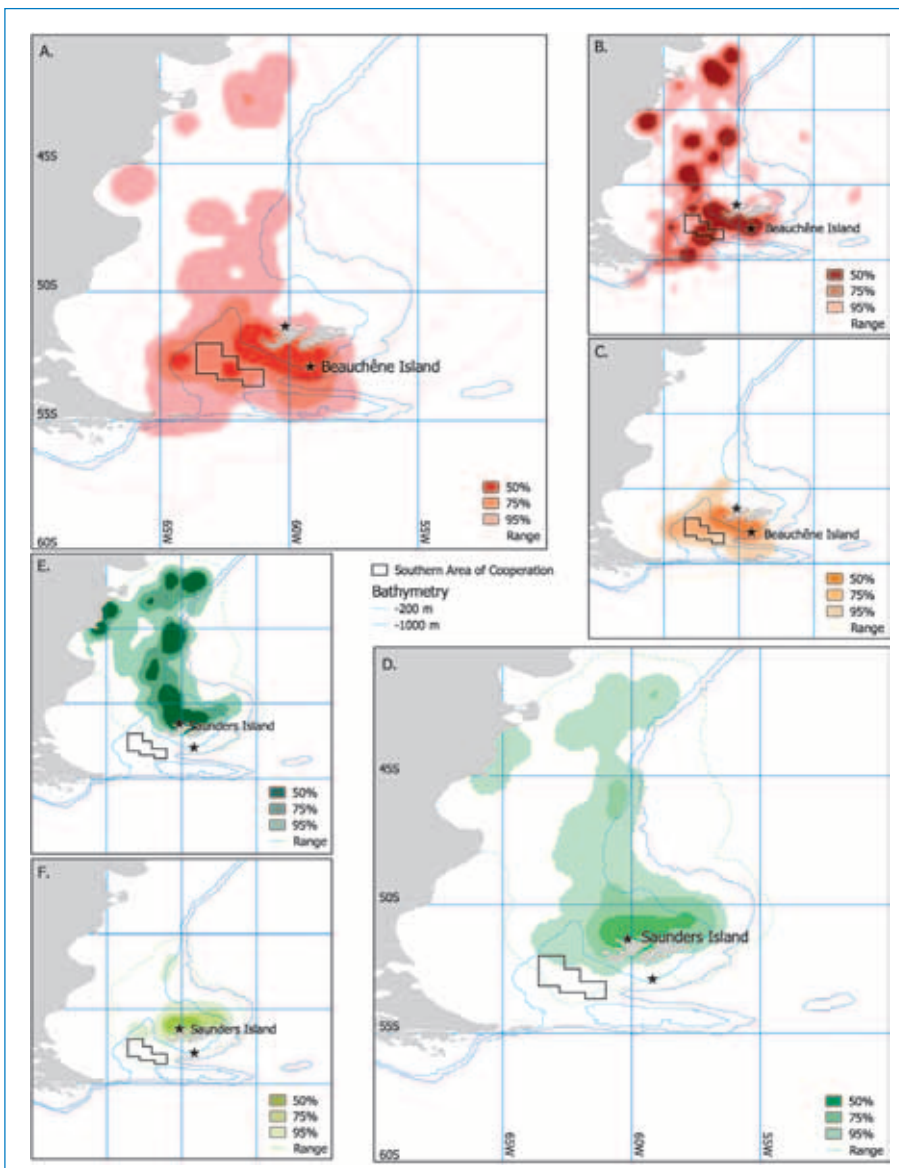 A.
45S
50S
Beauchêne Island
55S
50%
75%
95%
Range
60S
65W
60W
55W
B.
Beauchêne Island
50%
75%
95%
Range
C.
Beauchêne Island
50%
75%
95%
Range
Southern Area of Cooperation
Bathymetry
-200 m
-1000 m
E.
Saunders Island
50%
75%
95%
Range
F.
Saunders Island
50%
75%
95%
Range
D.
45S
50S
Saunders Island
55S
50%
75%
95%
Range
60S
65W
60W
55W